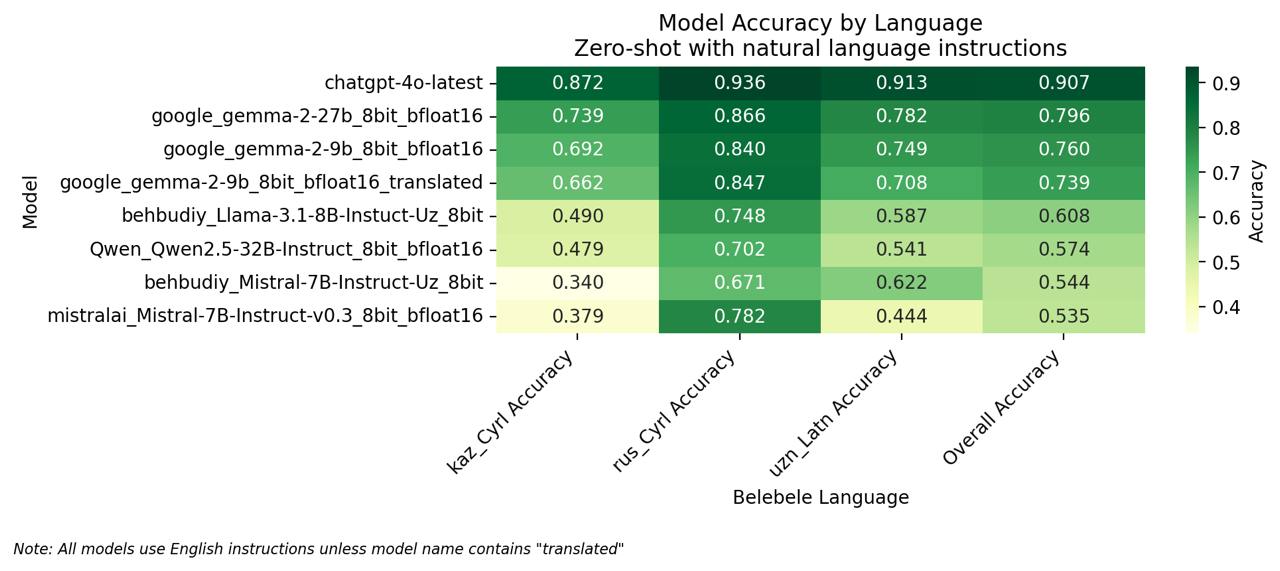 Model Accuracy by Language
Zero-shot with natural language instructions
Model
chatgpt-4o-latest 0.872 0.936 0.913 0.907
google_gemma-2-27b_8bit_bfloat16 0.739 0.866 0.782 0.796
google_gemma-2-9b_8bit_bfloat16 0.692 0.840 0.749 0.760
google_gemma-2-9b_8bit_bfloat16_translated 0.662 0.847 0.708 0.739
behbudiy_Llama-3.1-8B-Instuct-Uz_8bit 0.490 0.748 0.587 0.608
Qwen_Qwen2.5-32B-Instruct_8bit_bfloat16 0.479 0.702 0.541 0.574
behbudiy_Mistral-7B-Instruct-Uz_8bit 0.340 0.671 0.622 0.544
mistralai_Mistral-7B-Instruct-v0.3_8bit_bfloat16 0.379 0.782 0.444 0.535
kaz_Cyrl Accuracy
rus_Cyrl Accuracy
uzn_Latn Accuracy
Overall Accuracy
Belebele Language
0.9
0.8
0.7
0.6
0.5
0.4
Accuracy
Note: All models use English instructions unless model name contains "translated"